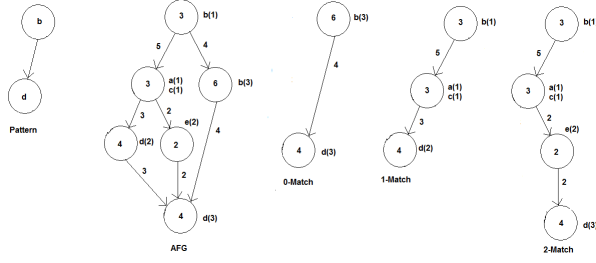 b
d
Pattern
3
b(1)
5
4
3
a(1)
c(1)
6
b(3)
3
2
e(2)
4
4
d(2)
2
3
2
4
d(3)
AFG
6
b(3)
4
4
d(3)
0-Match
3
b(1)
5
3
a(1)
c(1)
3
4
d(2)
1-Match
3
b(1
5
3
a(1)
c(1)
2
e(2)
2
2
4
d(3)
2-Match